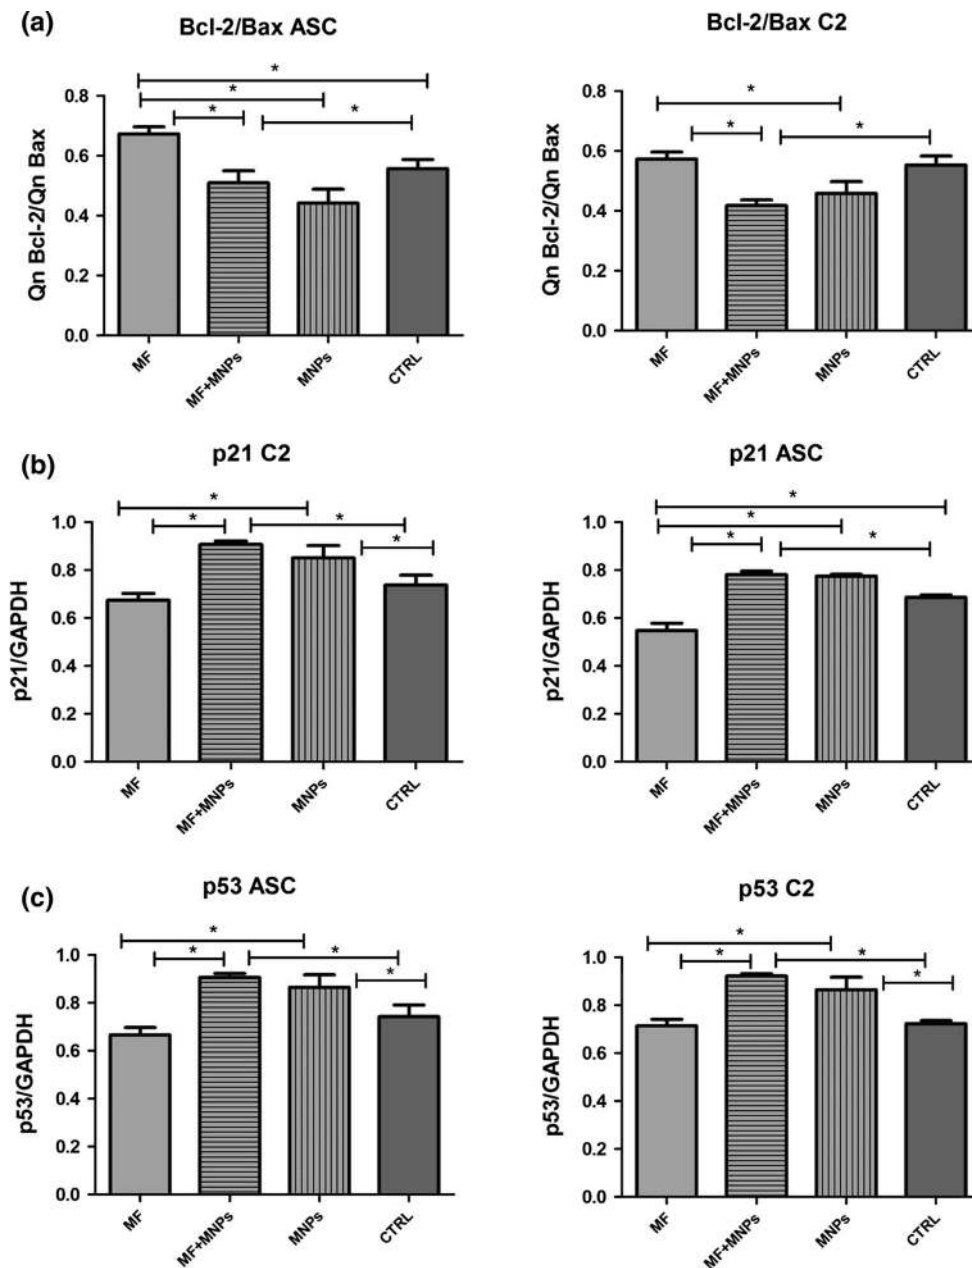 (a)
Bcl-2/Bax ASC
Bcl-2/Bax C2
* * * *
* * *
Qn Bcl-2/Qn Bax
0.8
0.6
0.4
0.2
0.0
MF
MF+MNPs
MNPs
CTRL
Qn Bcl-2/Qn Bax
0.8
0.6
0.4
0.2
0.0
MF
MF+MNPs
MNPs
CTRL
(b)
p21 C2
p21 ASC
* * * *
* * * *
p21/GAPDH
1.0
0.8
0.6
0.4
0.2
0.0
MF
MF+MNPs
MNPs
CTRL
p21/GAPDH
1.0
0.8
0.6
0.4
0.2
0.0
MF
MF+MNPs
MNPs
CTRL
(c)
p53 ASC
p53 C2
* * * *
* * * *
p53/GAPDH
1.0
0.8
0.6
0.4
0.2
0.0
MF
MF+MNPs
MNPs
CTRL
p53/GAPDH
1.0
0.8
0.6
0.4
0.2
0.0
MF
MF+MNPs
MNPs
CTRL